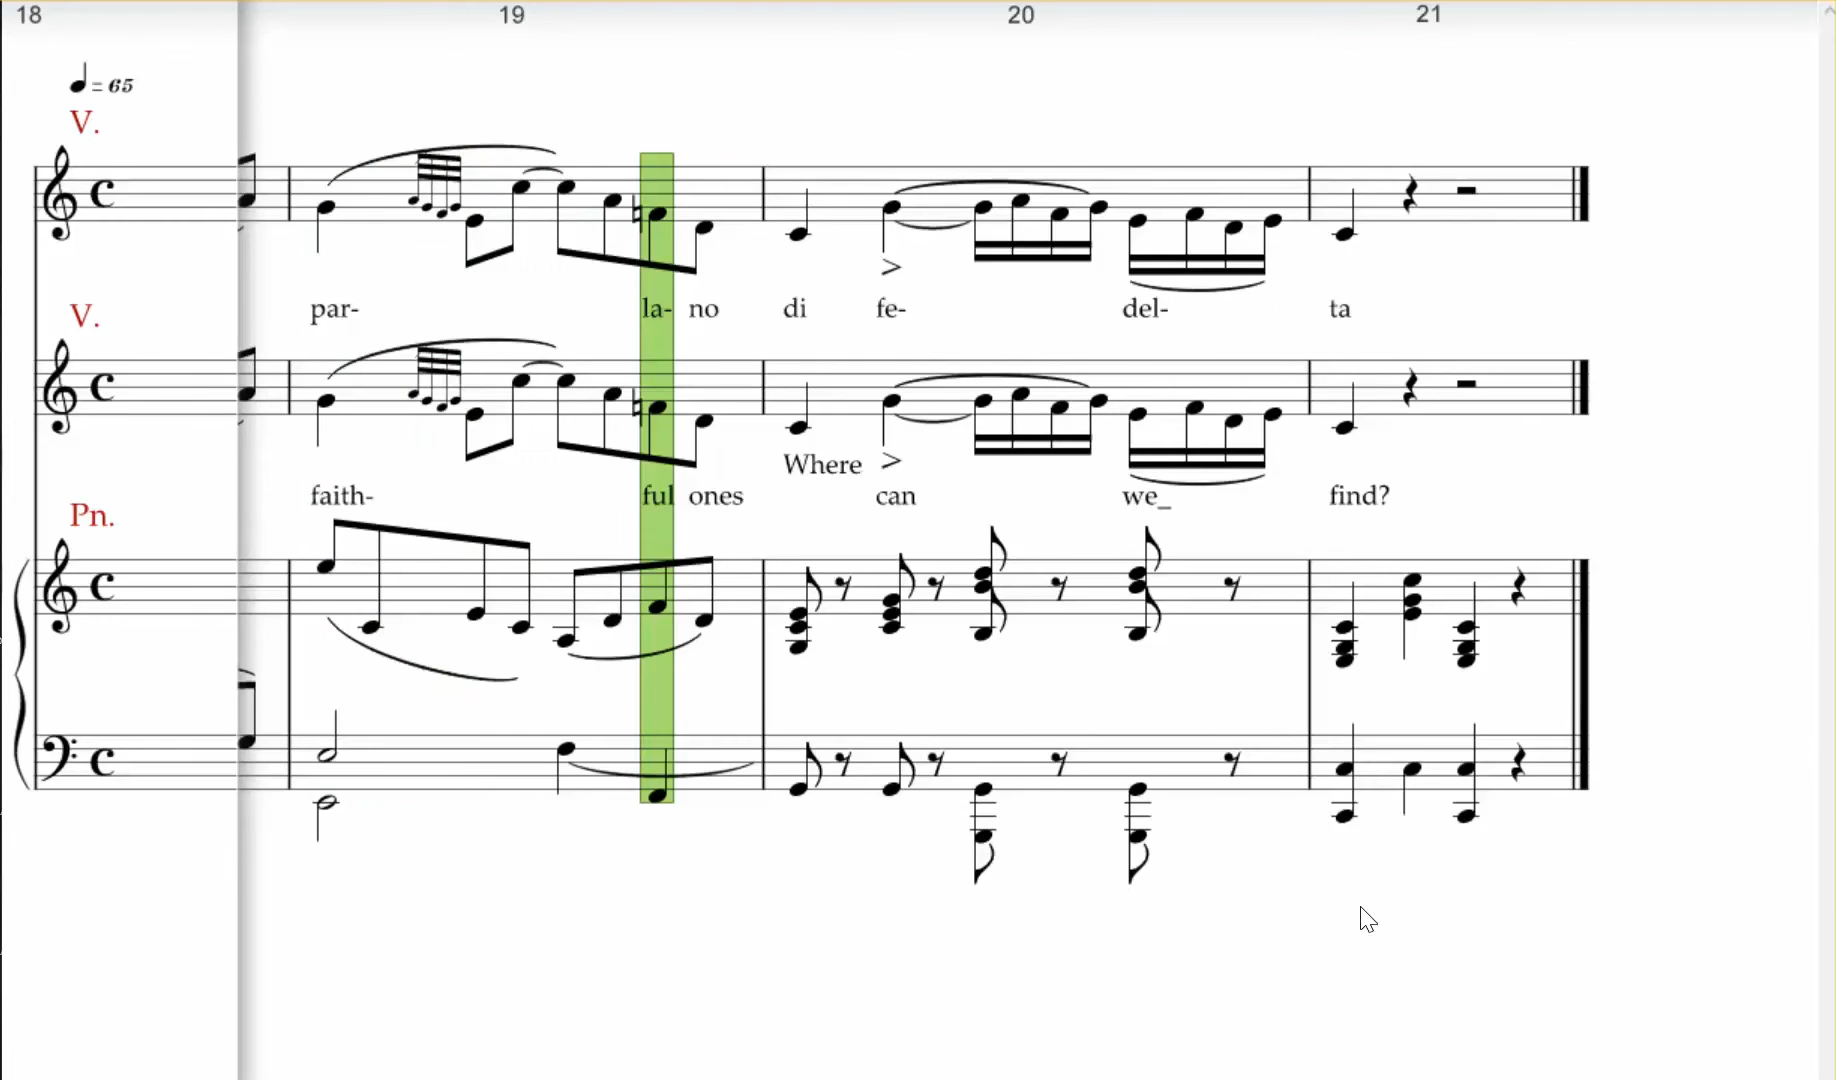 18 19 20 21
= 65
V.
par- la- no di fe- del- ta
V.
Where
faith- ful ones can we_ find?
Pn.